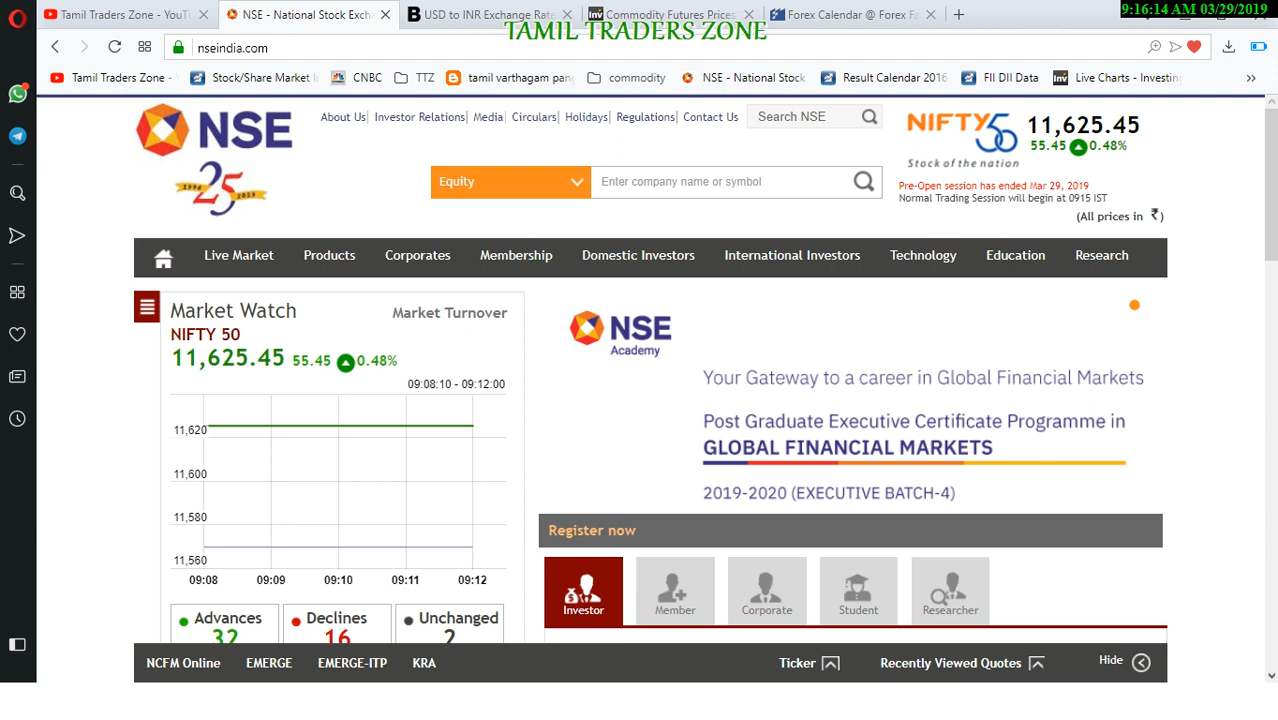 9:16:14 AM 03/29/2019
Tamil Traders Zone - YouTu
NSE - National Stock Excha
USD to INR Exchange Rate
Commodity Futures Prices
Forex Calendar @ Forex Fa
TAMIL TRADERS ZONE
nseindia.com
Tamil Traders Zone -
Stock/Share Market I
CNBC
TTZ
tamil varthagam pan
commodity
NSE - National Stock
Result Calendar 2016
FII DII Data
Live Charts - Investin
NSE
1994 25 2019
About Us| Investor Relations| Media| Circulars| Holidays| Regulations| Contact Us
Search NSE
NIFTY50
Stock of the nation
11,625.45
55.45 0.48%
Equity
Enter company name or symbol
Pre-Open session has ended Mar 29, 2019
Normal Trading Session will begin at 0915 IST
(All prices in ₹)
Live Market Products Corporates Membership Domestic Investors International Investors Technology Education Research
Market Watch
Market Turnover
NIFTY 50
11,625.45 55.45 0.48%
09:08:10 - 09:12:00
11,620
11,600
11,580
11,560
09:08 09:09 09:10 09:11 09:12
Advances
32
Declines
16
Unchanged
2
NSE
Academy
Your Gateway to a career in Global Financial Markets
Post Graduate Executive Certificate Programme in
GLOBAL FINANCIAL MARKETS
2019-2020 (EXECUTIVE BATCH-4)
Register now
Investor
Member
Corporate
Student
Researcher
NCFM Online EMERGE EMERGE-ITP KRA
Ticker
Recently Viewed Quotes
Hide